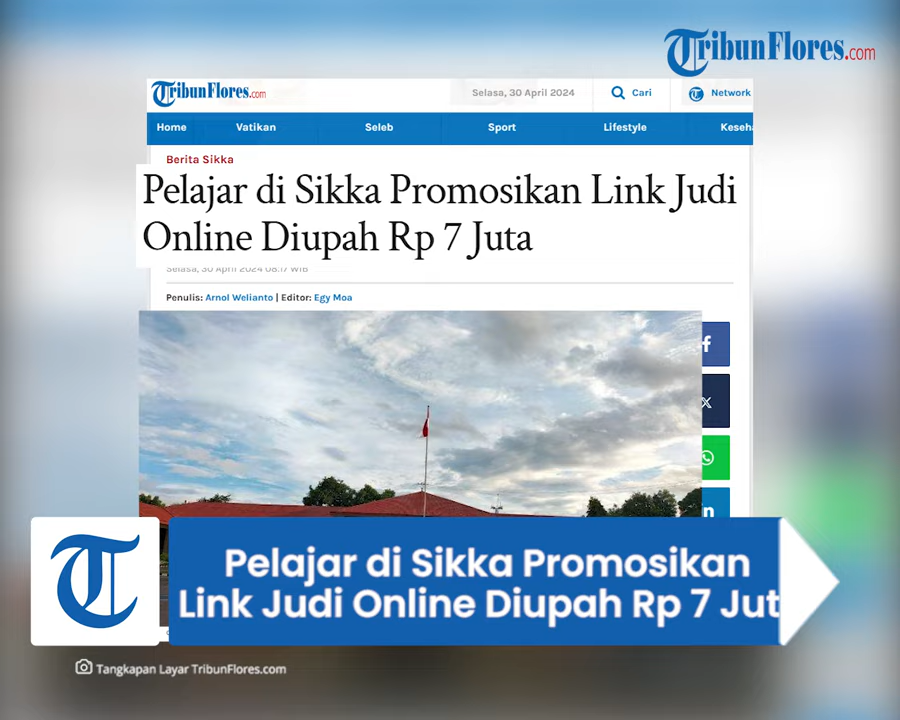 TribunFlores.com
TribunFlores.com
Selasa, 30 April 2024
Cari
Network
Home
Vatikan
Seleb
Sport
Lifestyle
Keseha
Berita Sikka
Pelajar di Sikka Promosikan Link Judi
Online Diupah Rp 7 Juta
Selasa, 30 April 2024 08:17 WIB
Penulis: Arnol Welianto | Editor: Egy Moa
Pelajar di Sikka Promosikan
Link Judi Online Diupah Rp 7 Jut
Tangkapan Layar TribunFlores.com